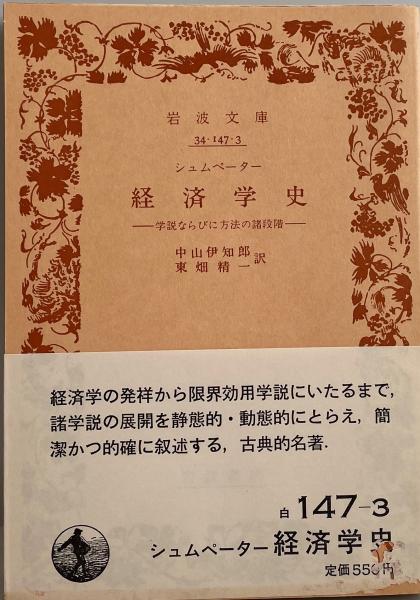 岩波文庫
34-147-3
シュムペーター
経済学史
―学説ならびに方法の諸段階―
中山伊知郎
東畑精一 訳
経済学の発祥から限界効用学説にいたるまで,
諸学説の展開を静態的・動態的にとらえ, 簡
潔かつ的確に叙述する, 古典的名著.
白 147-3
シュムペーター 経済学史
定価550円